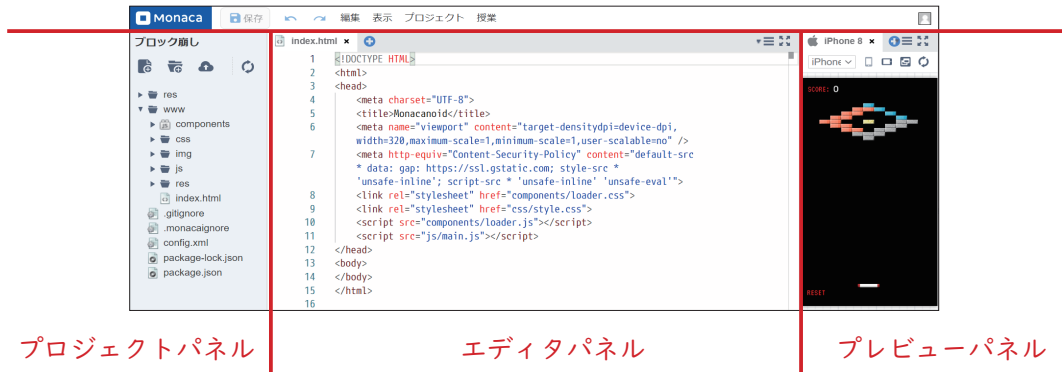 Monaca 保存 編集 表示 プロジェクト 授業
ブロック崩し
res
www
components
css
img
js
res
index.html
.gitignore
.monacaignore
config.xml
package-lock.json
package.json
index.html ×
1 <!DOCTYPE HTML>
2 <html>
3 <head>
4 <meta charset="UTF-8">
5 <title>Monacanoid</title>
6 <meta name="viewport" content="target-densitydpi=device-dpi,
width=320,maximum-scale=1,minimum-scale=1,user-scalable=no" />
7 <meta http-equiv="Content-Security-Policy" content="default-src
* data: gap: https://ssl.gstatic.com; style-src *
'unsafe-inline'; script-src * 'unsafe-inline' 'unsafe-eval'">
8 <link rel="stylesheet" href="components/loader.css">
9 <link rel="stylesheet" href="css/style.css">
10 <script src="components/loader.js"></script>
11 <script src="js/main.js"></script>
12 </head>
13 <body>
14 </body>
15 </html>
16
iPhone 8 ×
iPhone
SCORE: 0
RESET
プロジェクトパネル
エディタパネル
プレビューパネル